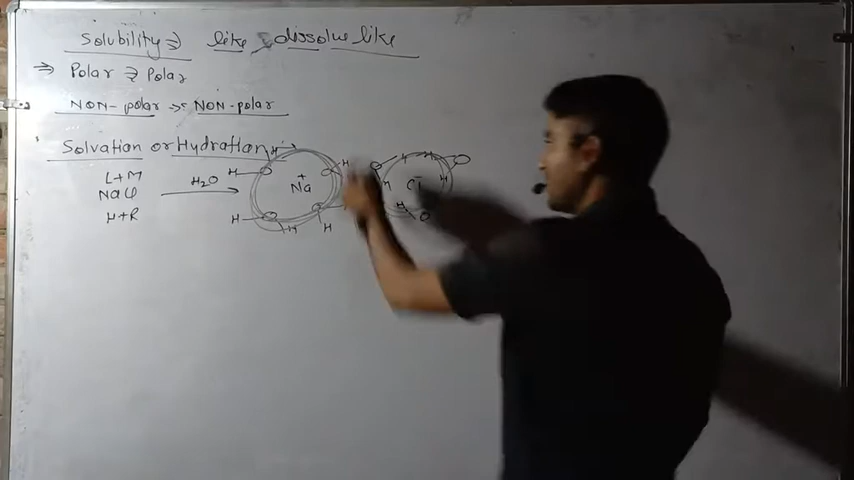 Solubility ⇒ like dissolve like
⇒ Polar ⇒ Polar
NON-polar → NON-polar
Solvation or Hydration →
L+M
NaCl H2O
H+R
H H H O H H O
H O O Na+ Cl- H
H O H O H H O